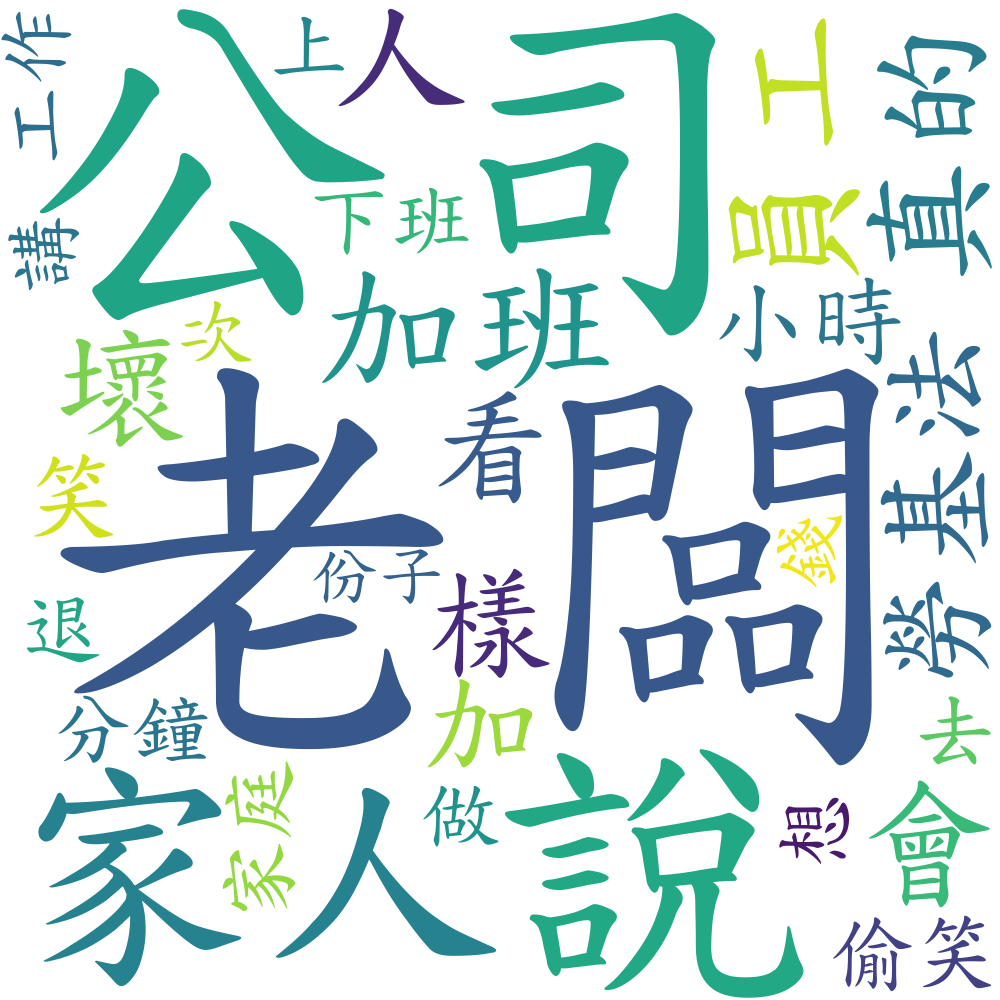 工作
上
人
公司
員工
真的
講
下班
加班
小時
壞
次
勞基法
老闆
看
笑
錢
份子
樣
退
加
分鐘
去
家人
家庭
做
說
想
會
偷笑